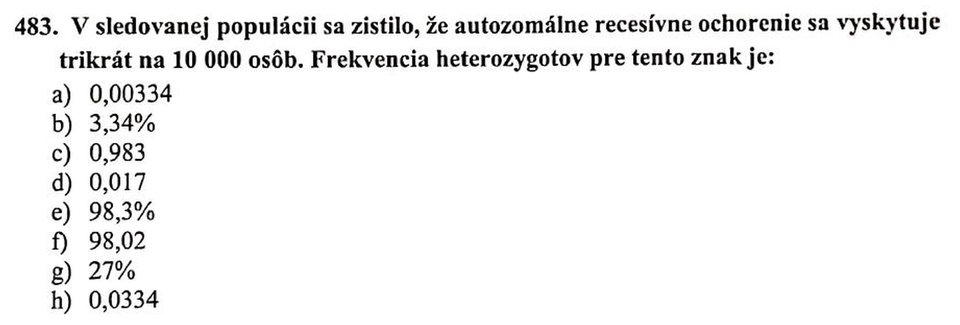 483. V sledovanej populácii sa zistilo, že autozomálne recesívne ochorenie sa vyskytuje
trikrát na 10 000 osôb. Frekvencia heterozygotov pre tento znak je:
a) 0,00334
b) 3,34%
c) 0,983
d) 0,017
e) 98,3%
f) 98,02
g) 27%
h) 0,0334